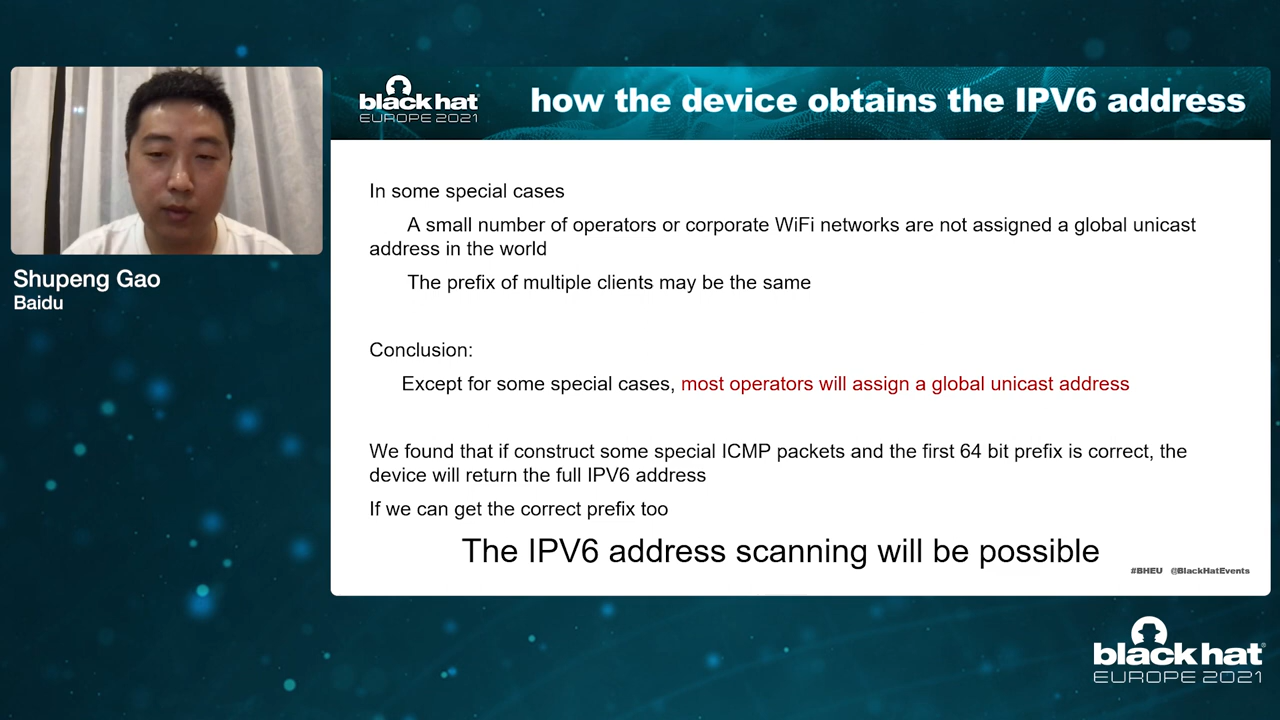 black hat
EUROPE 2021
how the device obtains the IPV6 address
In some special cases
A small number of operators or corporate WiFi networks are not assigned a global unicast
address in the world
The prefix of multiple clients may be the same
Conclusion:
Except for some special cases, most operators will assign a global unicast address
We found that if construct some special ICMP packets and the first 64 bit prefix is correct, the
device will return the full IPV6 address
If we can get the correct prefix too
The IPV6 address scanning will be possible
#BHEU @BlackHatEvents
Shupeng Gao
Baidu
black hat
EUROPE 2021